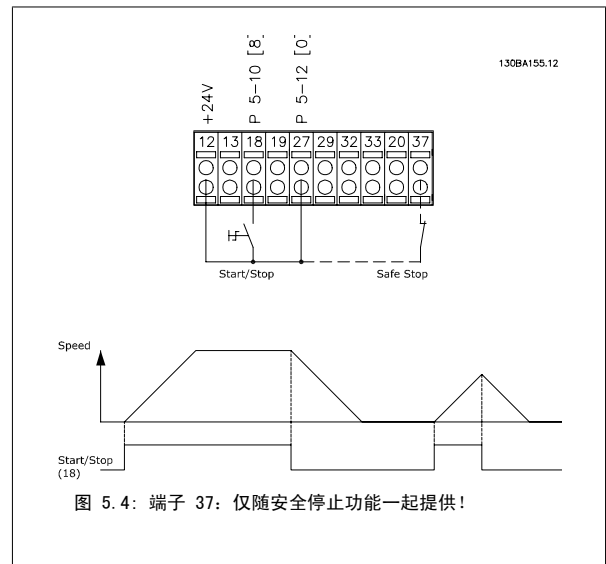 130BA155.12
+24V
P 5-10 [8]
P 5-12 [0]
12 13 18 19 27 29 32 33 20 37
Start/Stop
Safe Stop
Speed
Start/Stop
(18)
图 5.4: 端子 37: 仅随安全停止功能一起提供!